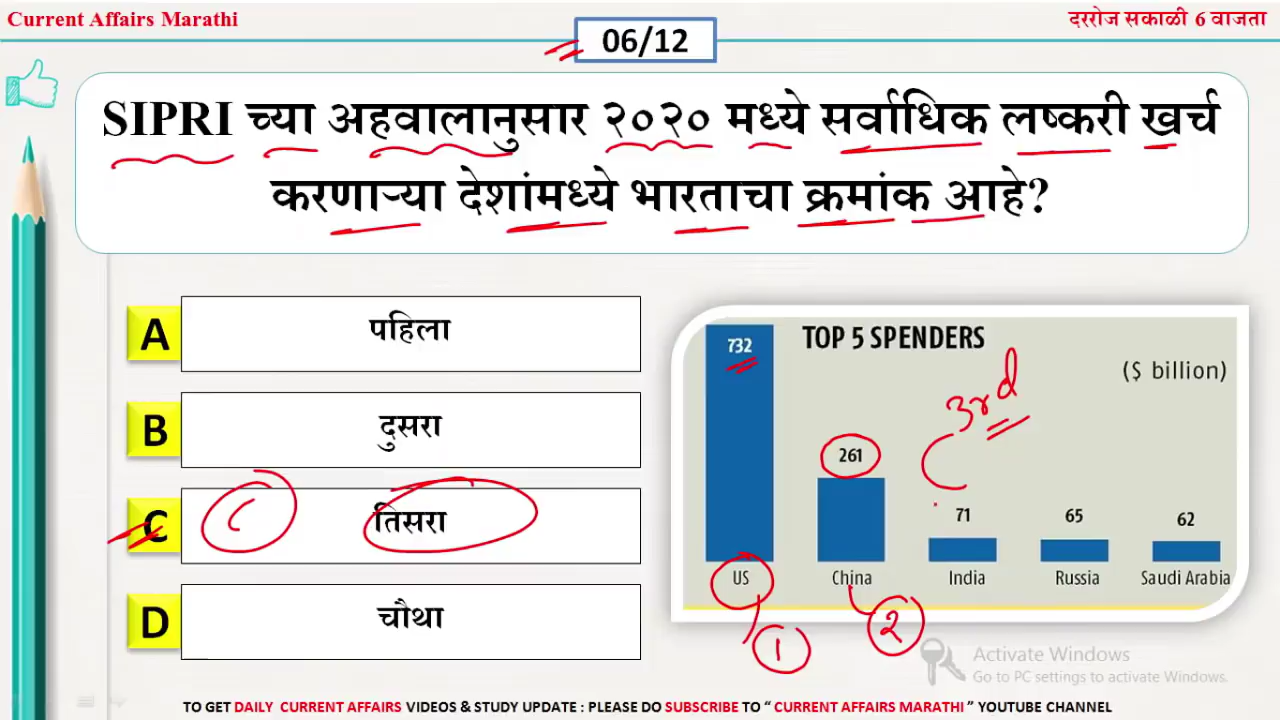 Current Affairs Marathi
दररोज सकाळी 6 वाजता
06/12
SIPRI च्या अहवालानुसार २०२० मध्ये सर्वाधिक लष्करी खर्च
करणाऱ्या देशांमध्ये भारताचा क्रमांक आहे?
A पहिला
B दुसरा
C C तिसरा
D चौथा
TOP 5 SPENDERS
($ billion)
732
261
71
65
62
3rd
US
China
India
Russia
Saudi Arabia
1
2
Activate Windows
Go to PC settings to activate Windows.
TO GET DAILY CURRENT AFFAIRS VIDEOS & STUDY UPDATE : PLEASE DO SUBSCRIBE TO “ CURRENT AFFAIRS MARATHI ” YOUTUBE CHANNEL